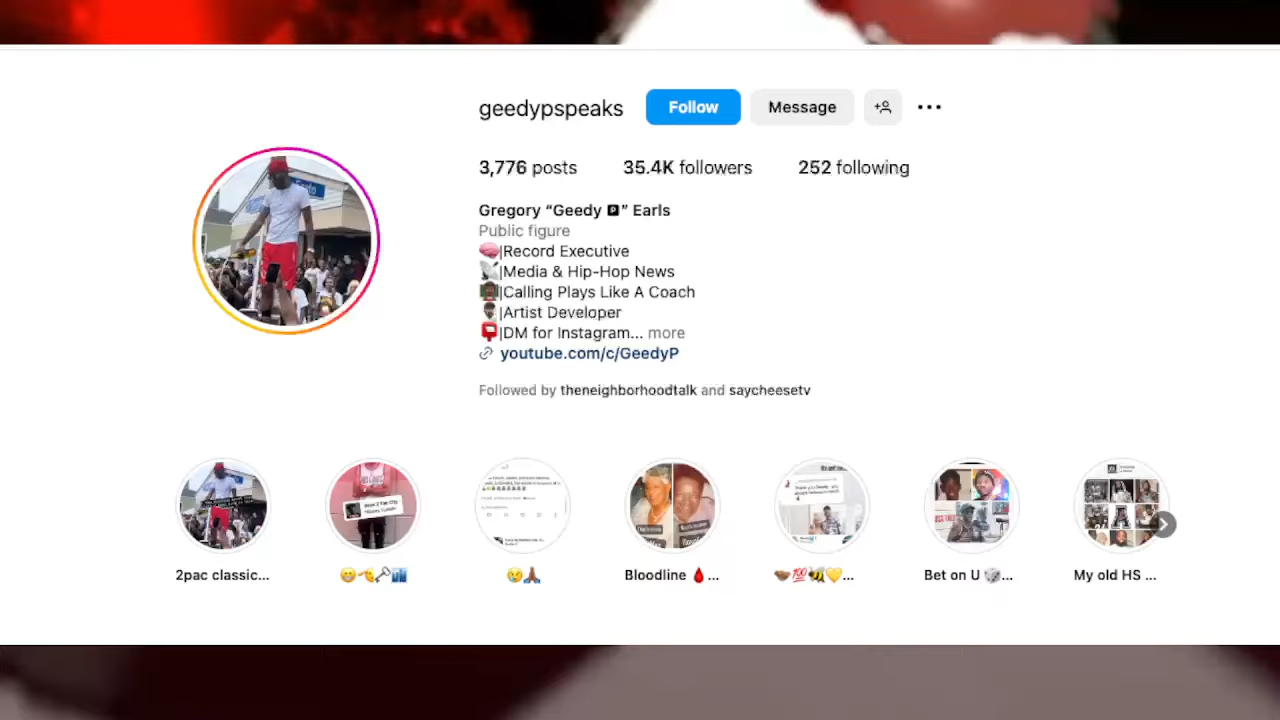 geedypspeaks Follow Message
3,776 posts 35.4K followers 252 following
Gregory “Geedy 🅿” Earls
Public figure
🧠|Record Executive
🕊|Media & Hip-Hop News
|Calling Plays Like A Coach
|Artist Developer
📮|DM for Instagram... more
youtube.com/c/GeedyP
Followed by theneighborhoodtalk and saycheesetv
2pac classic...
Bloodline 🩸...
🤝🏾💯🐝💛...
Bet on U 🎲...
My old HS ...